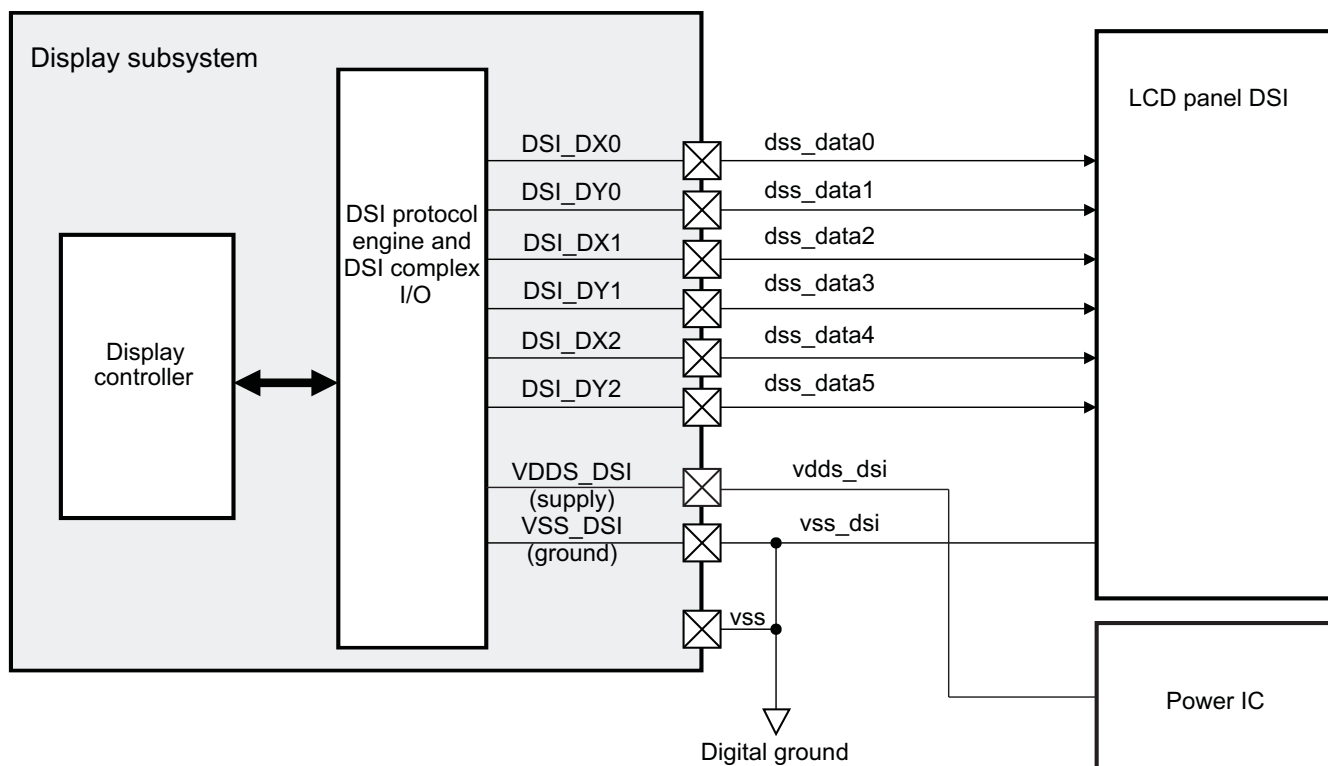 Display subsystem
LCD panel DSI
DSI_DX0
dss_data0
DSI_DY0
dss_data1
DSI protocol
engine and
DSI complex
I/O
DSI_DX1
dss_data2
DSI_DY1
dss_data3
Display
controller
DSI_DX2
dss_data4
DSI_DY2
dss_data5
VDDS_DSI
(supply)
vdds_dsi
VSS_DSI
(ground)
vss_dsi
vss
Power IC
Digital ground